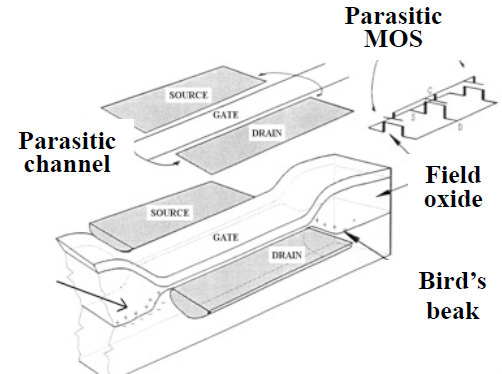 Parasitic
MOS
SOURCE
GATE
DRAIN
G
S
D
Parasitic
channel
Field
oxide
SOURCE
GATE
DRAIN
Bird's
beak